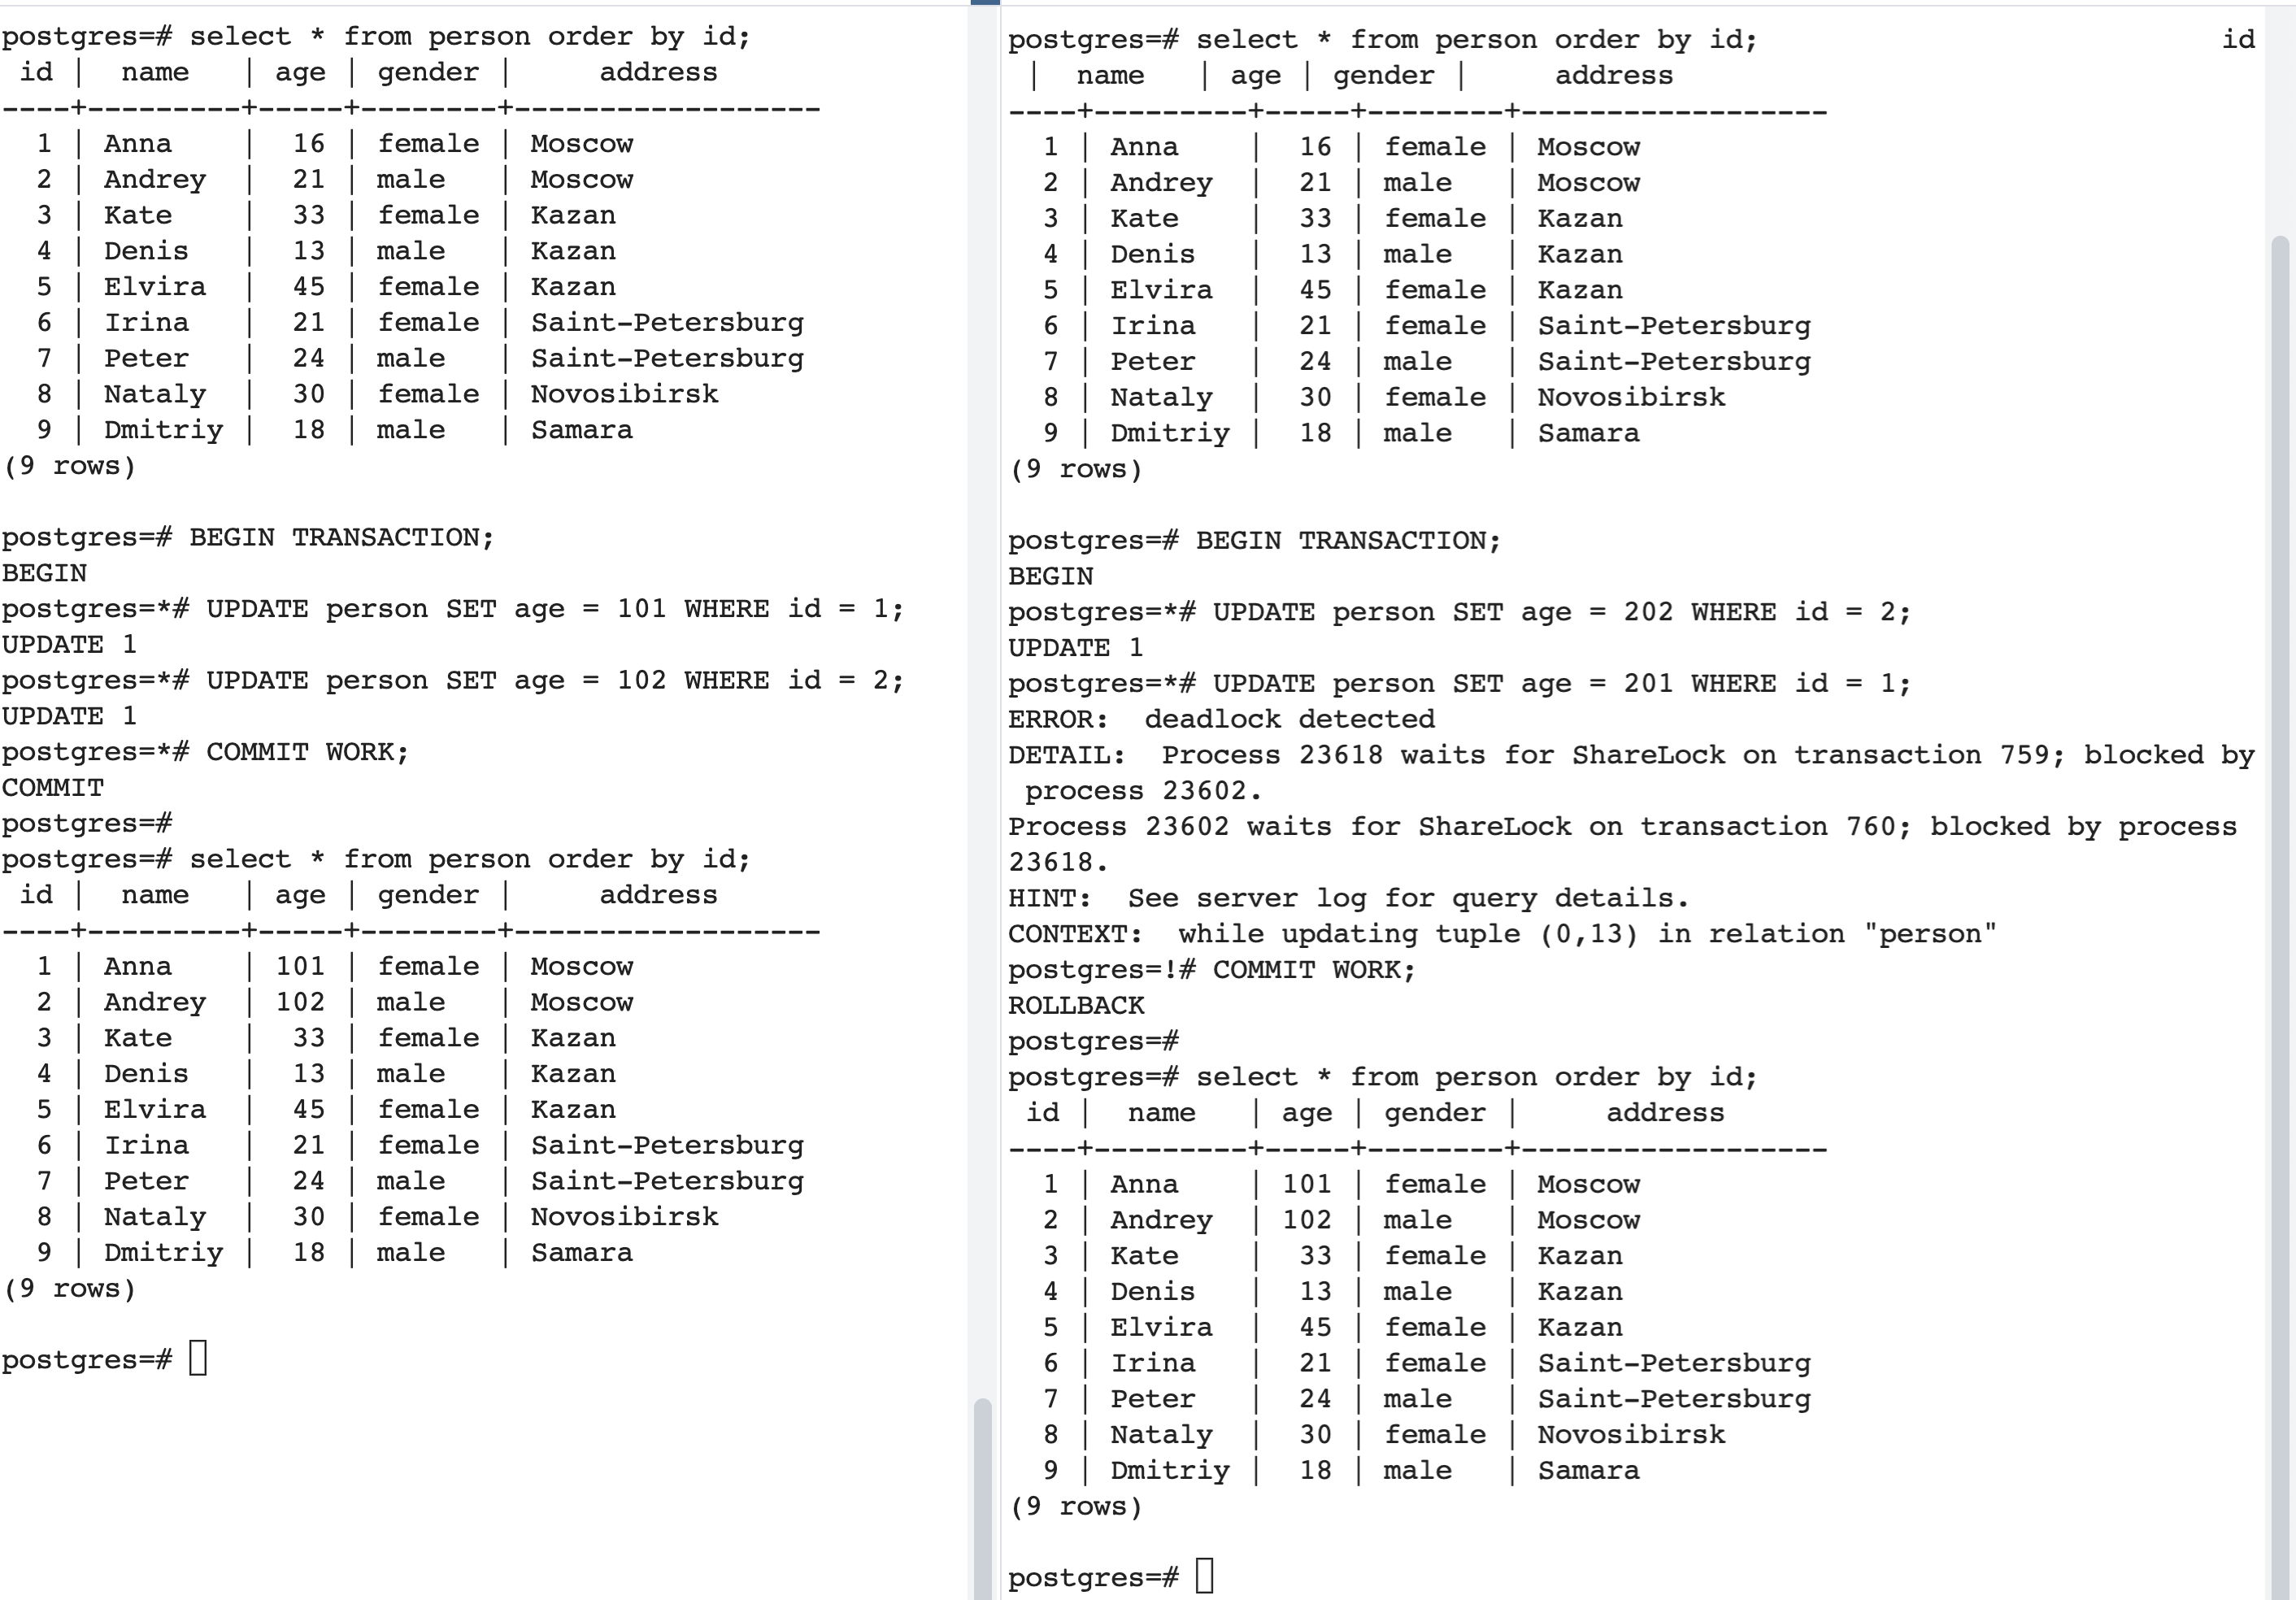 postgres=# select * from person order by id;
 id |  name   | age | gender |     address
----+---------+-----+--------+------------------
  1 | Anna    |  16 | female | Moscow
  2 | Andrey  |  21 | male   | Moscow
  3 | Kate    |  33 | female | Kazan
  4 | Denis   |  13 | male   | Kazan
  5 | Elvira  |  45 | female | Kazan
  6 | Irina   |  21 | female | Saint-Petersburg
  7 | Peter   |  24 | male   | Saint-Petersburg
  8 | Nataly  |  30 | female | Novosibirsk
  9 | Dmitriy |  18 | male   | Samara
(9 rows)

postgres=# BEGIN TRANSACTION;
BEGIN
postgres=*# UPDATE person SET age = 101 WHERE id = 1;
UPDATE 1
postgres=*# UPDATE person SET age = 102 WHERE id = 2;
UPDATE 1
postgres=*# COMMIT WORK;
COMMIT
postgres=#
postgres=# select * from person order by id;
 id |  name   | age | gender |     address
----+---------+-----+--------+------------------
  1 | Anna    | 101 | female | Moscow
  2 | Andrey  | 102 | male   | Moscow
  3 | Kate    |  33 | female | Kazan
  4 | Denis   |  13 | male   | Kazan
  5 | Elvira  |  45 | female | Kazan
  6 | Irina   |  21 | female | Saint-Petersburg
  7 | Peter   |  24 | male   | Saint-Petersburg
  8 | Nataly  |  30 | female | Novosibirsk
  9 | Dmitriy |  18 | male   | Samara
(9 rows)

postgres=#
postgres=# select * from person order by id;                           id
 |  name   | age | gender |     address
----+---------+-----+--------+------------------
  1 | Anna    |  16 | female | Moscow
  2 | Andrey  |  21 | male   | Moscow
  3 | Kate    |  33 | female | Kazan
  4 | Denis   |  13 | male   | Kazan
  5 | Elvira  |  45 | female | Kazan
  6 | Irina   |  21 | female | Saint-Petersburg
  7 | Peter   |  24 | male   | Saint-Petersburg
  8 | Nataly  |  30 | female | Novosibirsk
  9 | Dmitriy |  18 | male   | Samara
(9 rows)

postgres=# BEGIN TRANSACTION;
BEGIN
postgres=*# UPDATE person SET age = 202 WHERE id = 2;
UPDATE 1
postgres=*# UPDATE person SET age = 201 WHERE id = 1;
ERROR:  deadlock detected
DETAIL:  Process 23618 waits for ShareLock on transaction 759; blocked by
 process 23602.
Process 23602 waits for ShareLock on transaction 760; blocked by process
23618.
HINT:  See server log for query details.
CONTEXT:  while updating tuple (0,13) in relation "person"
postgres=!# COMMIT WORK;
ROLLBACK
postgres=#
postgres=# select * from person order by id;
 id |  name   | age | gender |     address
----+---------+-----+--------+------------------
  1 | Anna    | 101 | female | Moscow
  2 | Andrey  | 102 | male   | Moscow
  3 | Kate    |  33 | female | Kazan
  4 | Denis   |  13 | male   | Kazan
  5 | Elvira  |  45 | female | Kazan
  6 | Irina   |  21 | female | Saint-Petersburg
  7 | Peter   |  24 | male   | Saint-Petersburg
  8 | Nataly  |  30 | female | Novosibirsk
  9 | Dmitriy |  18 | male   | Samara
(9 rows)

postgres=#